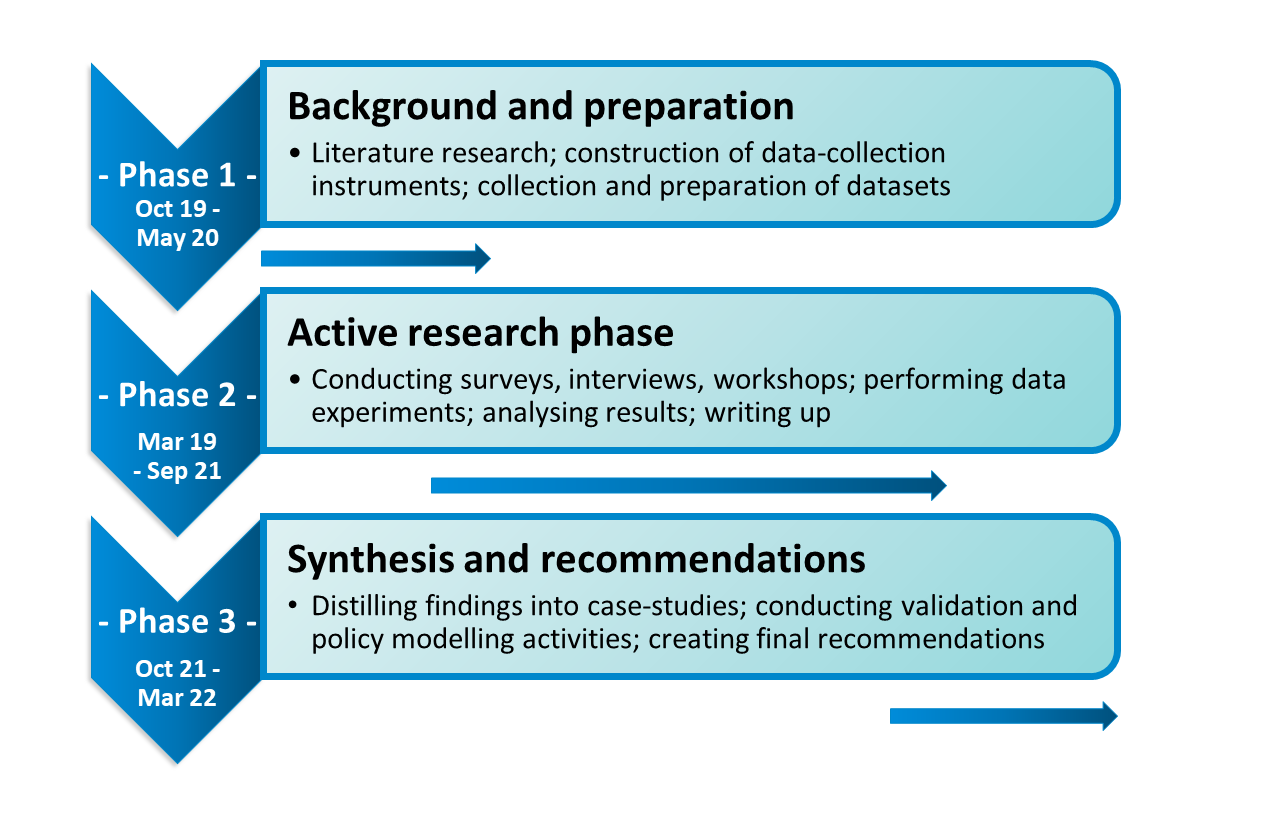 - Phase 1 -
Oct 19 -
May 20
Background and preparation
• Literature research; construction of data-collection
instruments; collection and preparation of datasets
- Phase 2 -
Mar 19
- Sep 21
Active research phase
• Conducting surveys, interviews, workshops; performing data
experiments; analysing results; writing up
- Phase 3 -
Oct 21 -
Mar 22
Synthesis and recommendations
• Distilling findings into case-studies; conducting validation and
policy modelling activities; creating final recommendations